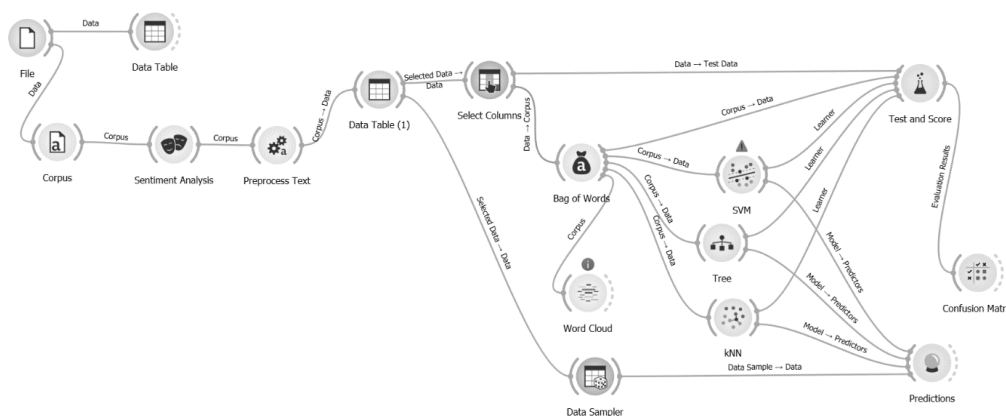 Data
File
Data Table
Data
Corpus
Corpus
Sentiment Analysis
Corpus
Preprocess Text
Corpus → Data
Data Table (1)
Selected Data →
Data
Select Columns
Data → Test Data
Data → Corpus
Bag of Words
Corpus → Data
Corpus → Data
Corpus → Data
Corpus → Data
Corpus
Word Cloud
Selected Data → Data
Data Sampler
Data Sample → Data
SVM
Tree
kNN
Learner
Learner
Learner
Model → Predictors
Model → Predictors
Model → Predictors
Test and Score
Evaluation Results
Confusion Matr
Predictions